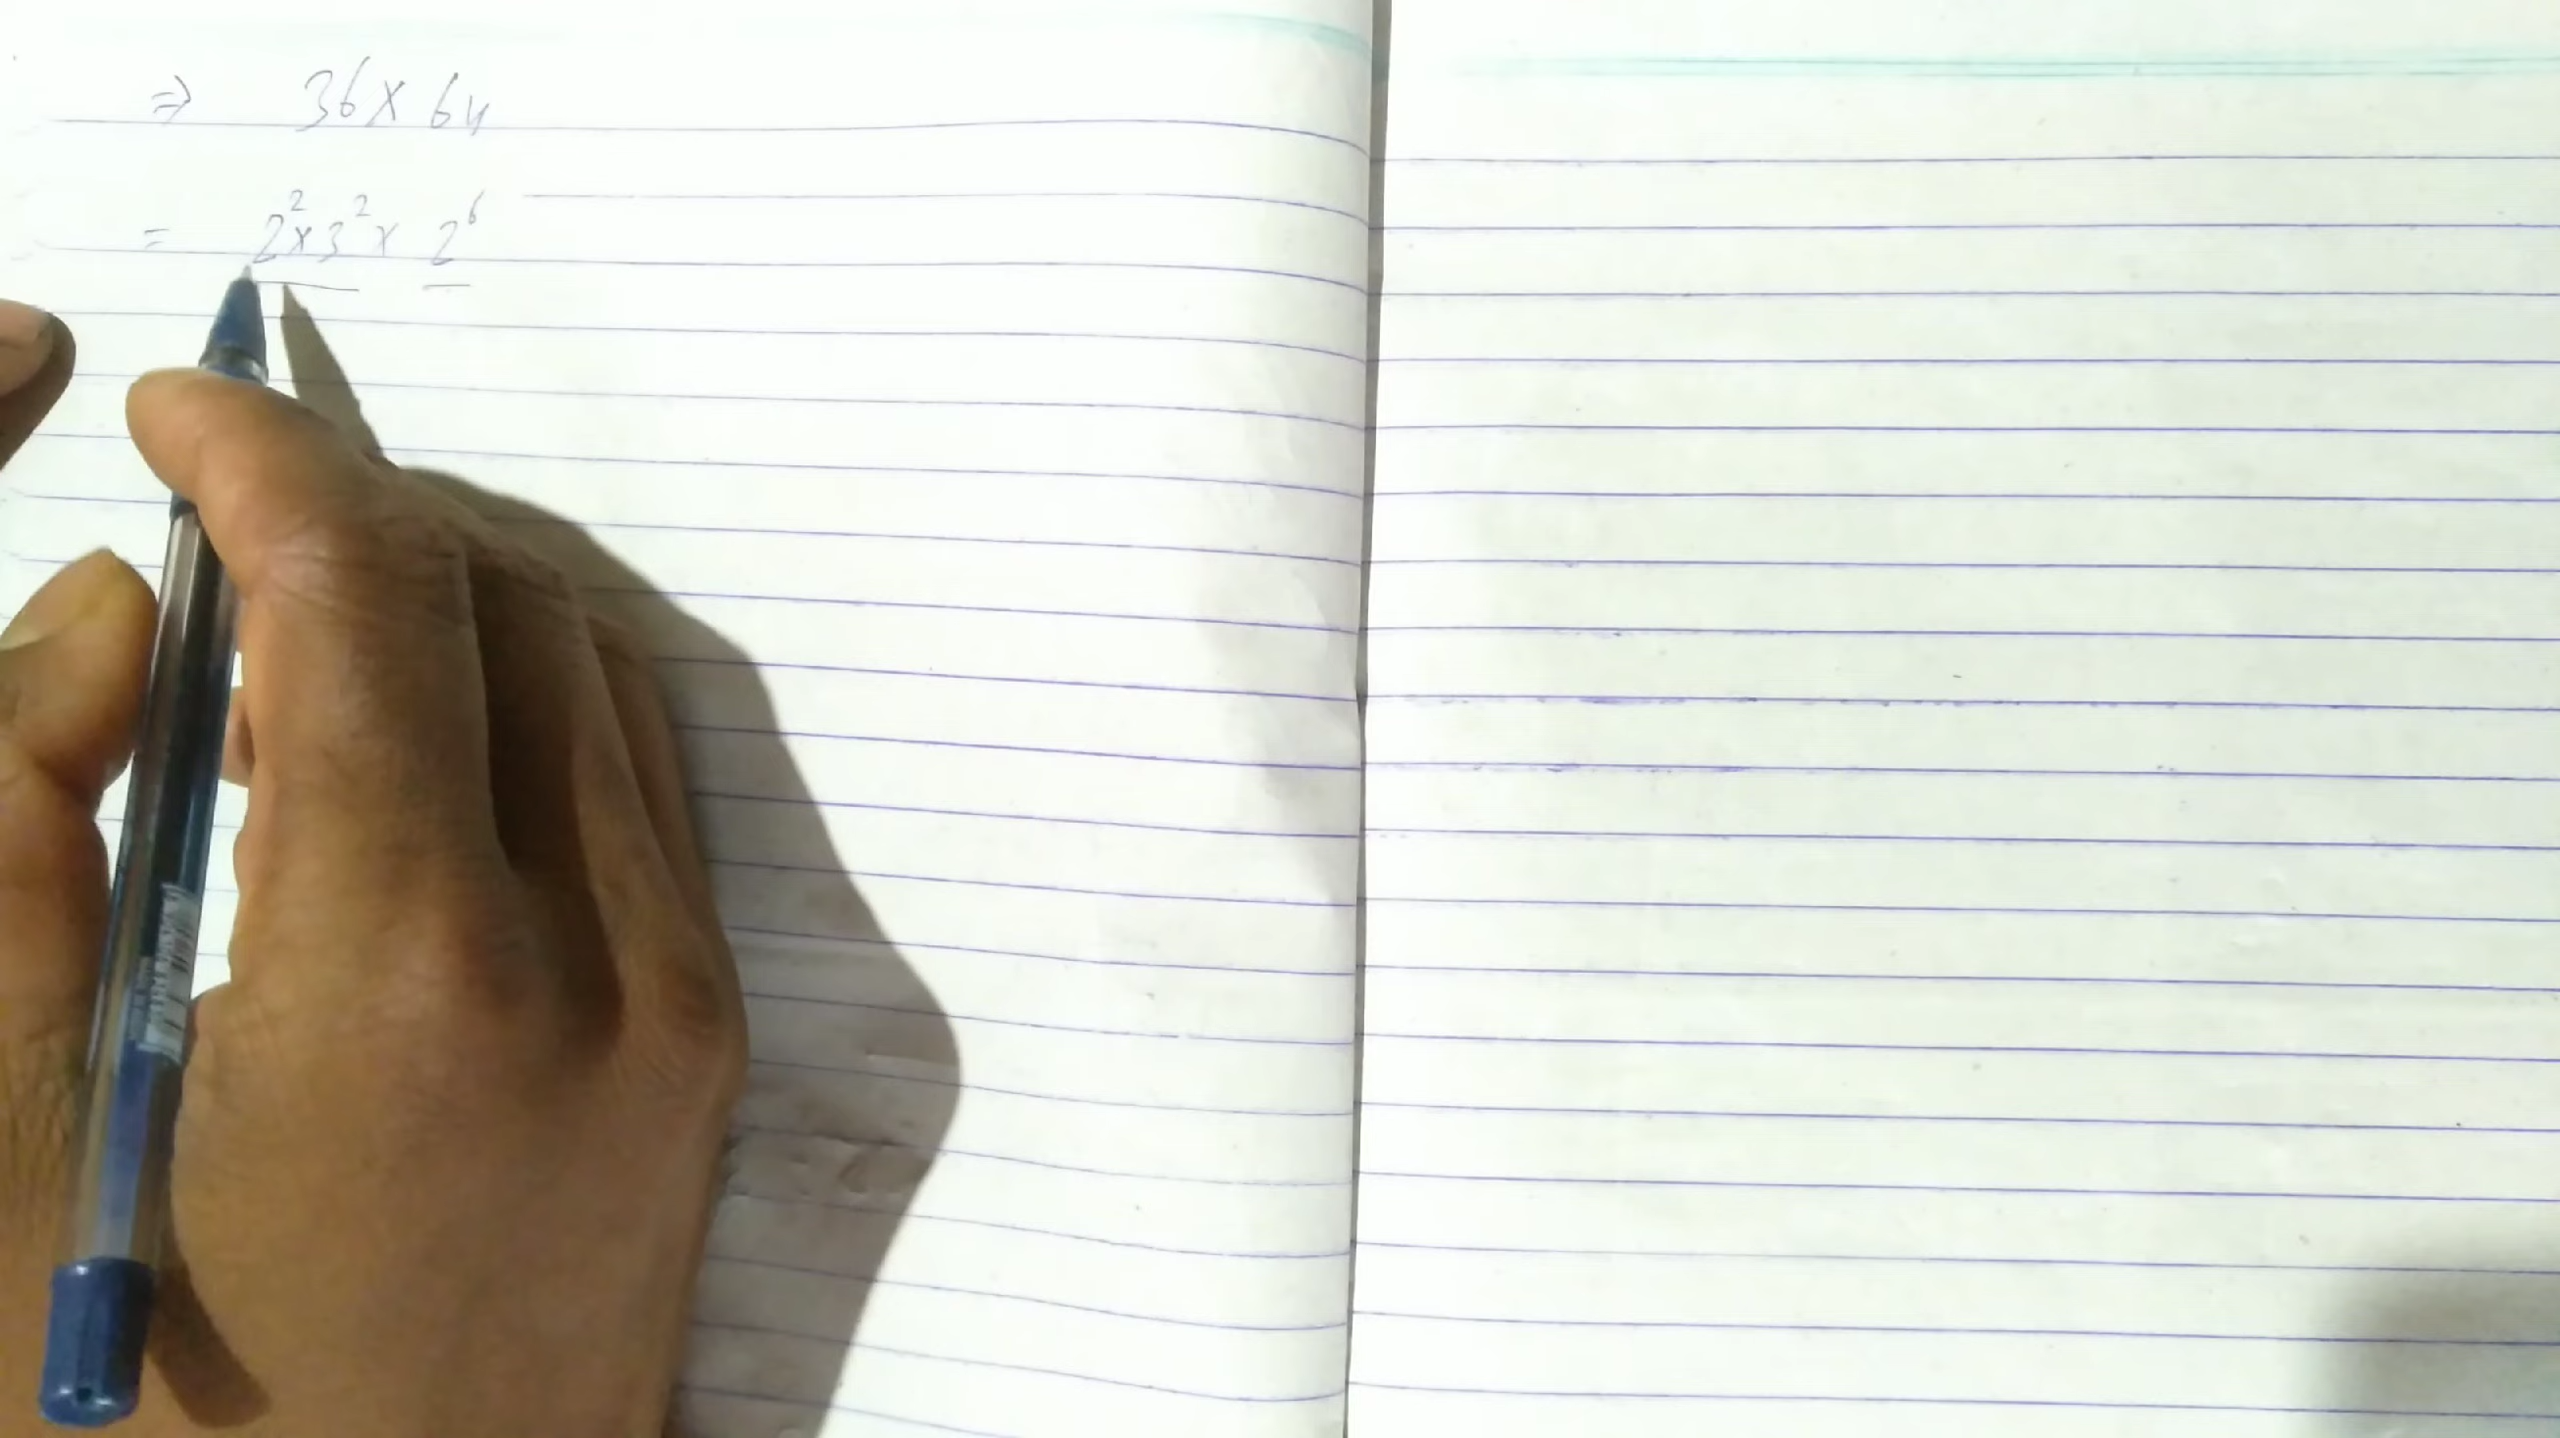 ⇒ 36 x 64
= 2² x 3² x 2⁶